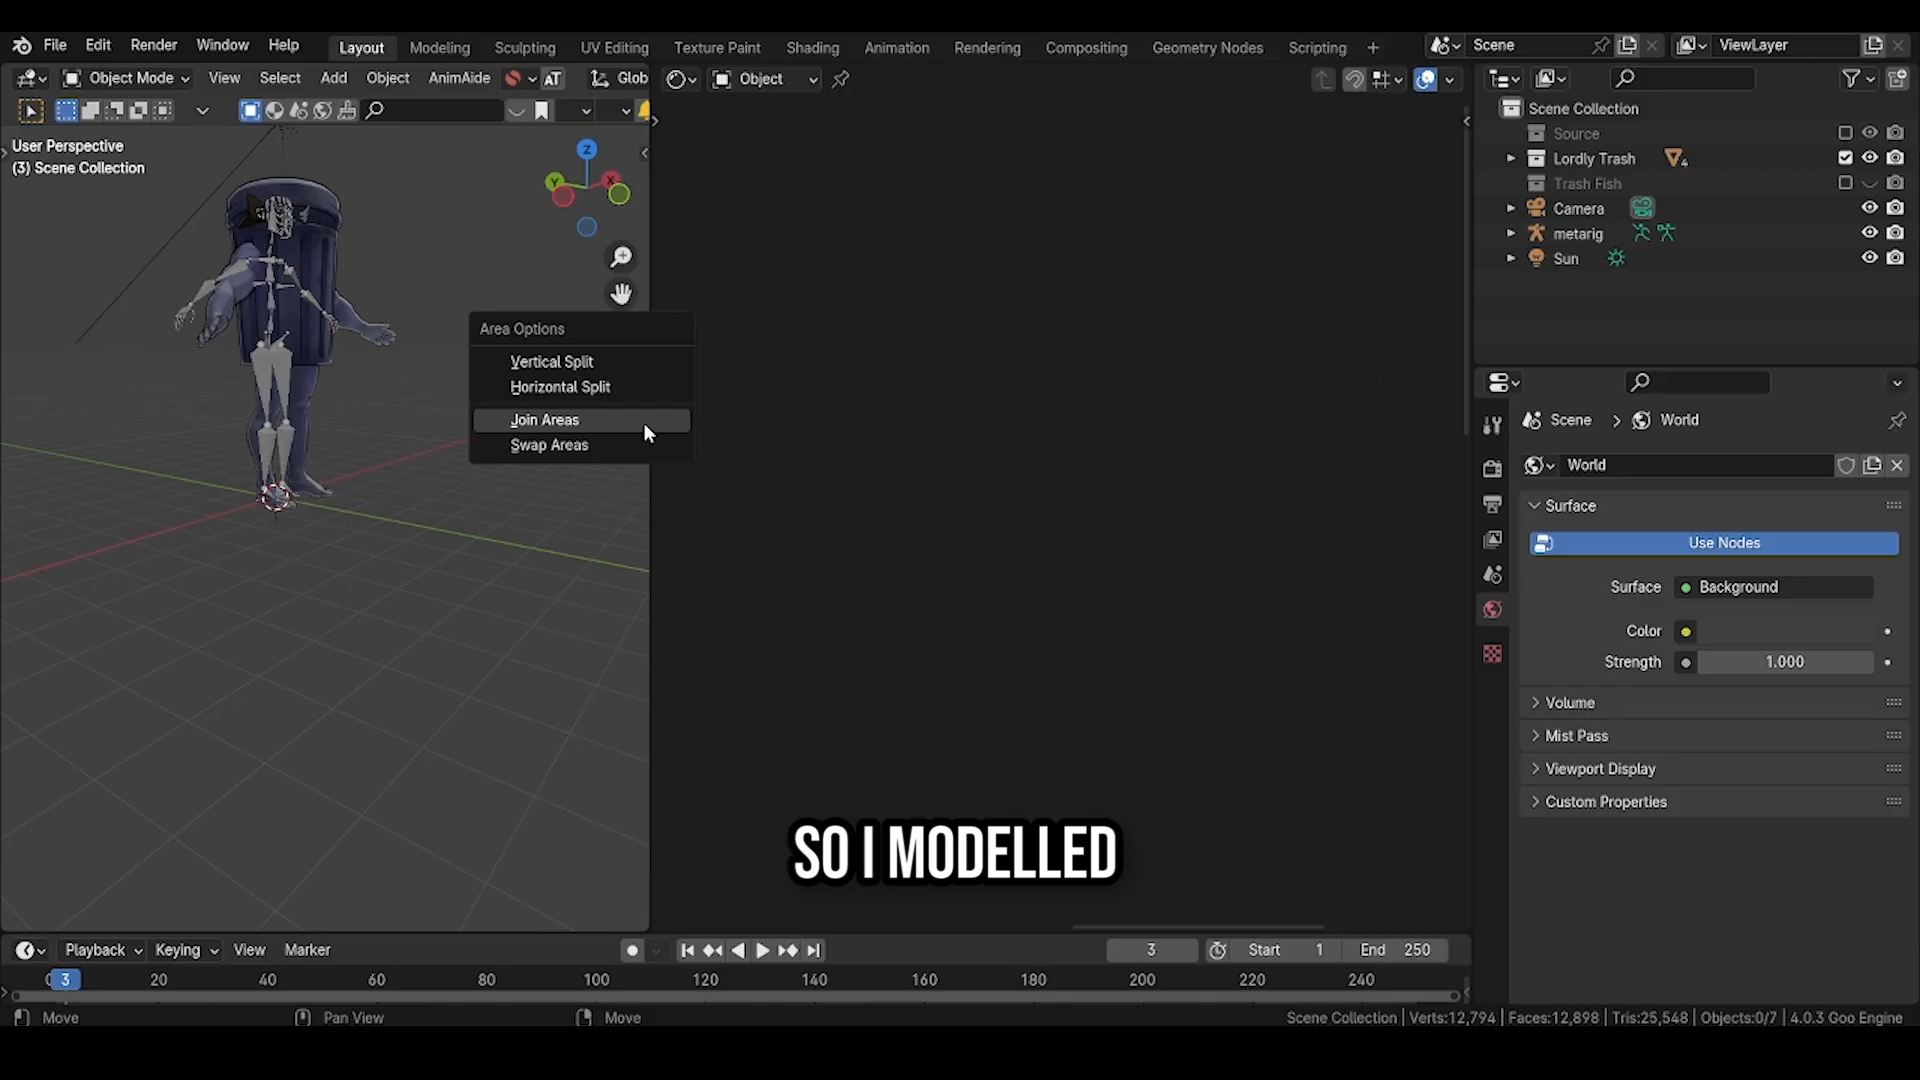 File Edit Render Window Help Layout Modeling Sculpting UV Editing Texture Paint Shading Animation Rendering Compositing Geometry Nodes Scripting + Scene ViewLayer
Object Mode View Select Add Object AnimAide AT Glob Object
User Perspective
(3) Scene Collection
Z
Y
X
Area Options
Vertical Split
Horizontal Split
Join Areas
Swap Areas
Scene Collection
Source
Lordly Trash 4
Trash Fish
Camera
metarig
Sun
Scene > World
World
Surface
Use Nodes
Surface Background
Color
Strength 1.000
Volume
Mist Pass
Viewport Display
Custom Properties
SO I MODELLED
Playback Keying View Marker 3 Start 1 End 250
3 20 40 60 80 100 120 140 160 180 200 220 240
Move Pan View Move Scene Collection | Verts:12,794 | Faces:12,898 | Tris:25,548 | Objects:0/7 | 4.0.3 Goo Engine